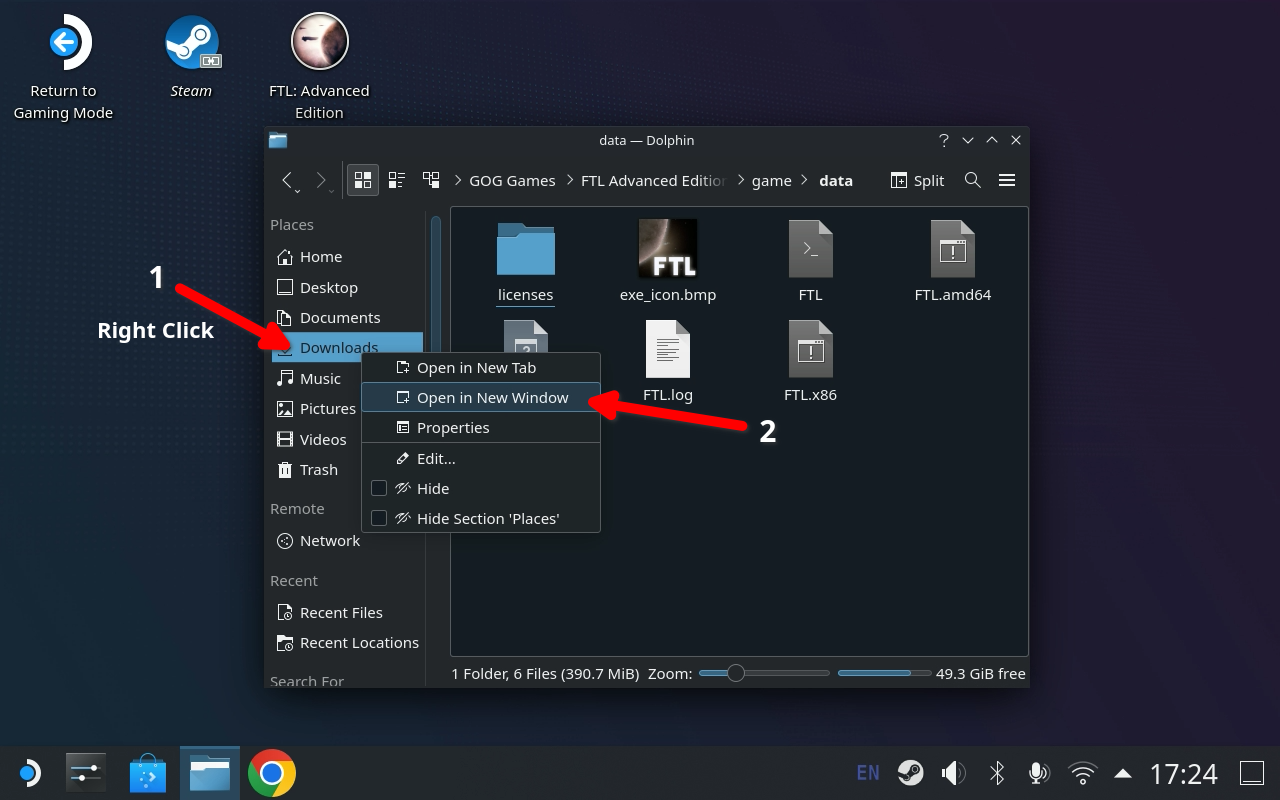 Return to
Gaming Mode
Steam
FTL: Advanced
Edition
data — Dolphin
GOG Games
FTL Advanced Editio
game
data
Split
Places
Home
Desktop
Documents
Downloads
Music
Pictures
Videos
Trash
Remote
Network
Recent
Recent Files
Recent Locations
Search For
1
Right Click
licenses
FTL
exe_icon.bmp
FTL
FTL.amd64
FTL.log
FTL.x86
Open in New Tab
Open in New Window
Properties
Edit...
Hide
Hide Section 'Places'
2
1 Folder, 6 Files (390.7 MiB)
Zoom:
49.3 GiB free
EN
17:24